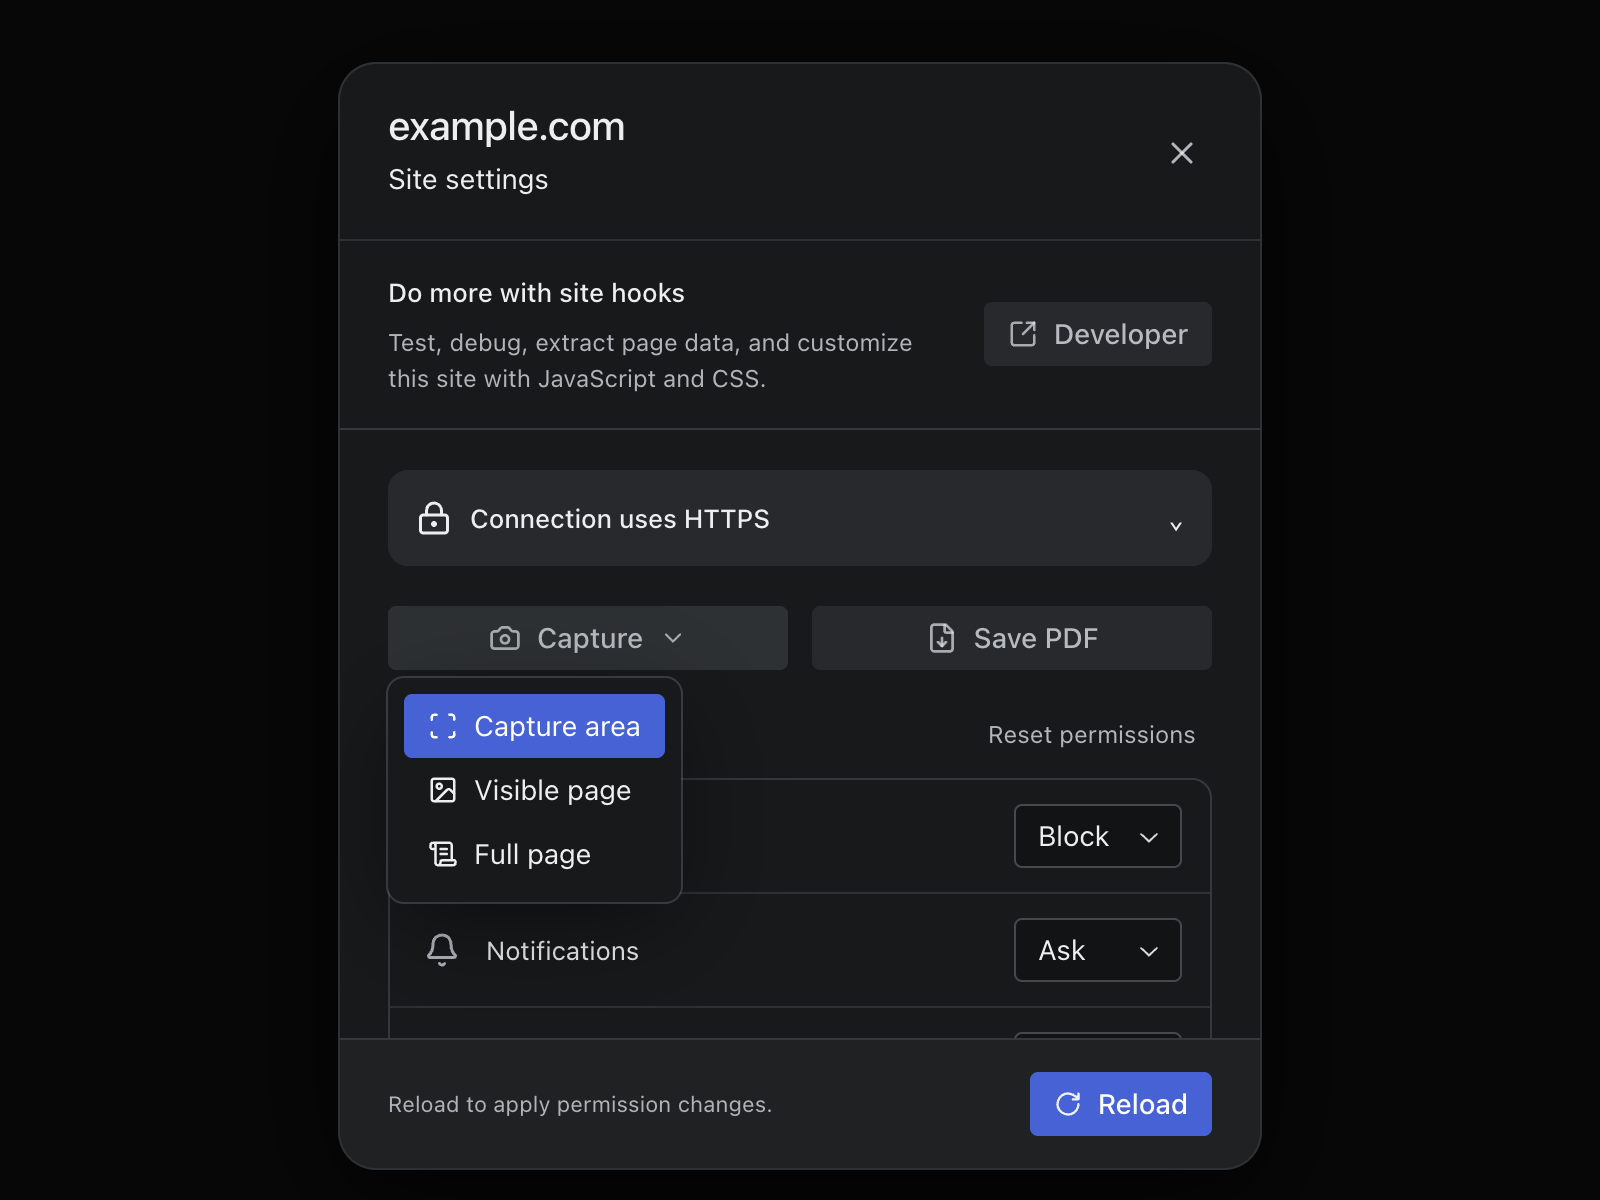 example.com
Site settings
Do more with site hooks
Test, debug, extract page data, and customize
this site with JavaScript and CSS.
Developer
Connection uses HTTPS
Capture
Save PDF
Capture area
Visible page
Full page
Reset permissions
Block
Notifications
Ask
Reload to apply permission changes.
Reload